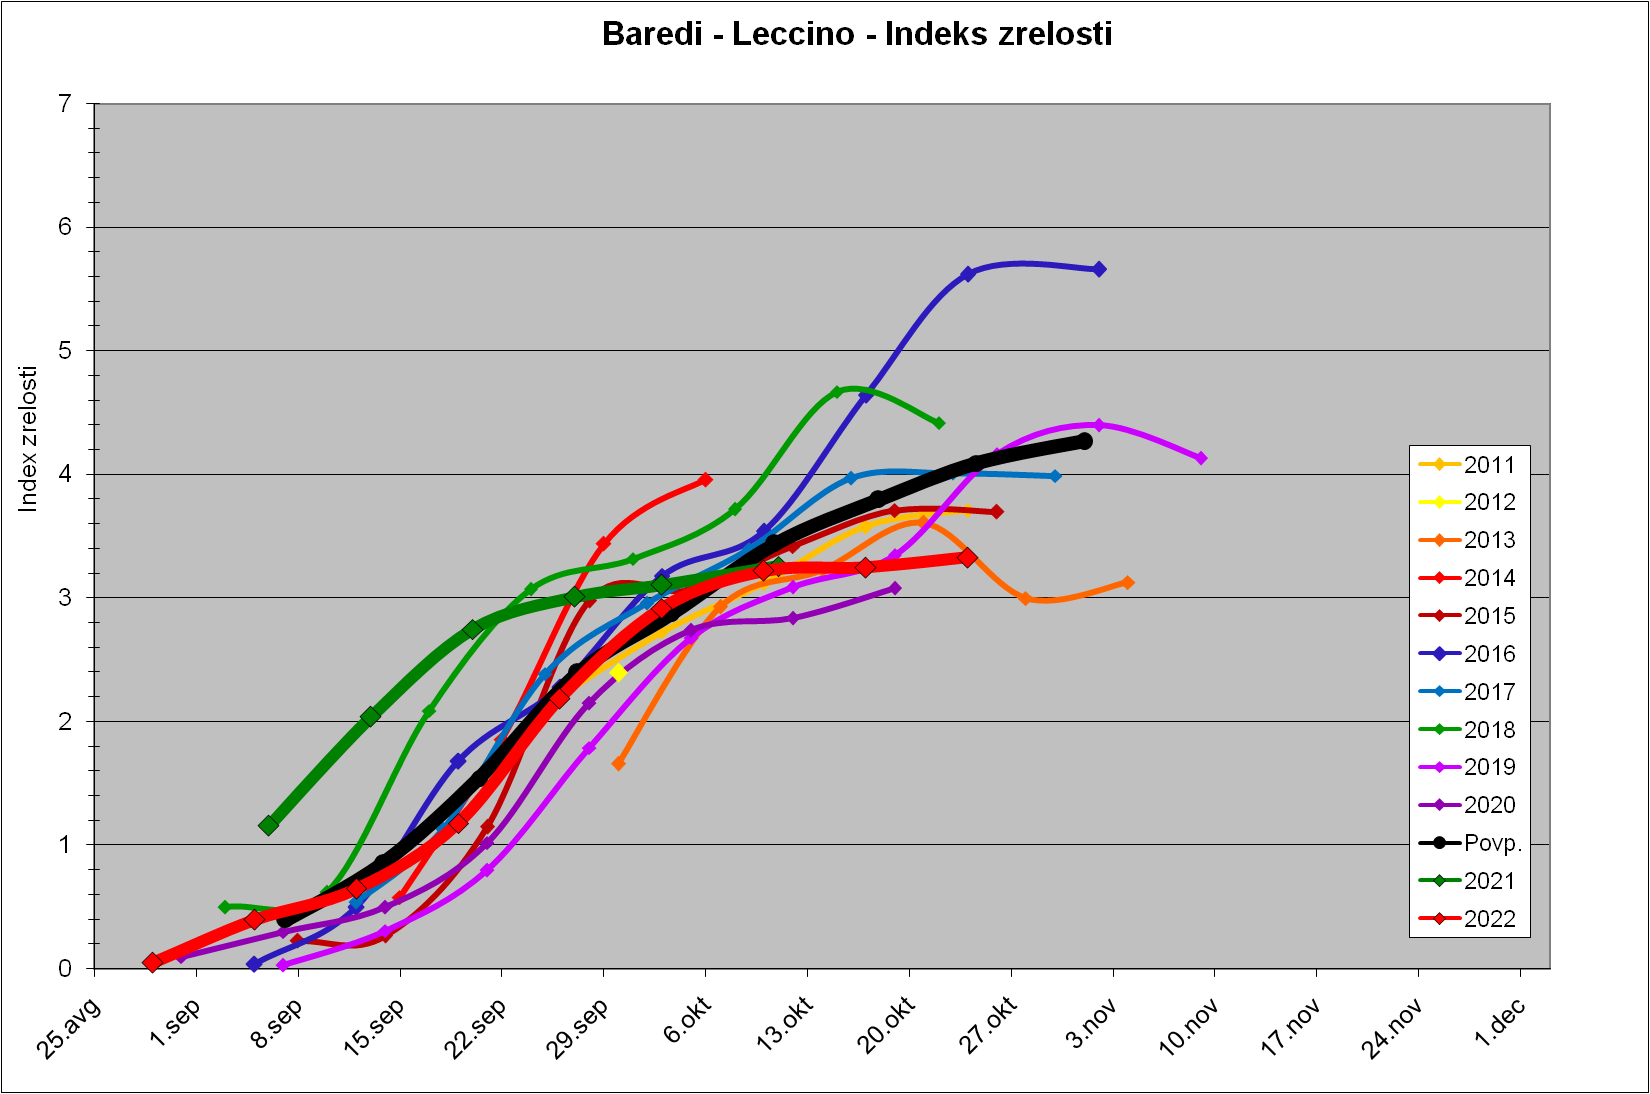 Baredi - Leccino - Indeks zrelosti
Index zrelosti
7
6
5
4
3
2
1
0
25.avg
1.sep
8.sep
15.sep
22.sep
29.sep
6.okt
13.okt
20.okt
27.okt
3.nov
10.nov
17.nov
24.nov
1.dec
2011
2012
2013
2014
2015
2016
2017
2018
2019
2020
Povp.
2021
2022